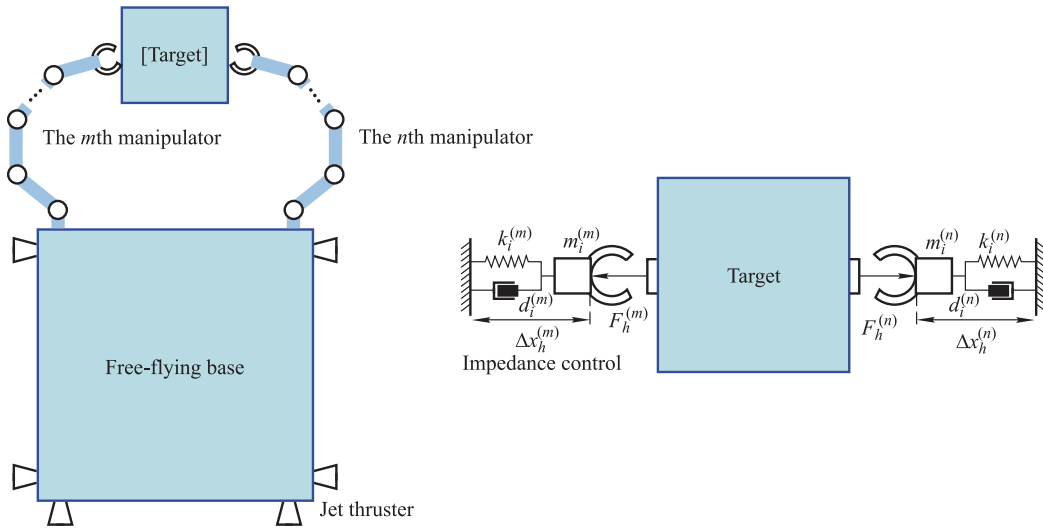 [Target]
The mth manipulator
The nth manipulator
Free-flying base
Jet thruster
k_i^{(m)}
m_i^{(m)}
d_i^{(m)}
F_h^{(m)}
Δx_h^{(m)}
Impedance control
Target
m_i^{(n)}
k_i^{(n)}
d_i^{(n)}
F_h^{(n)}
Δx_h^{(n)}